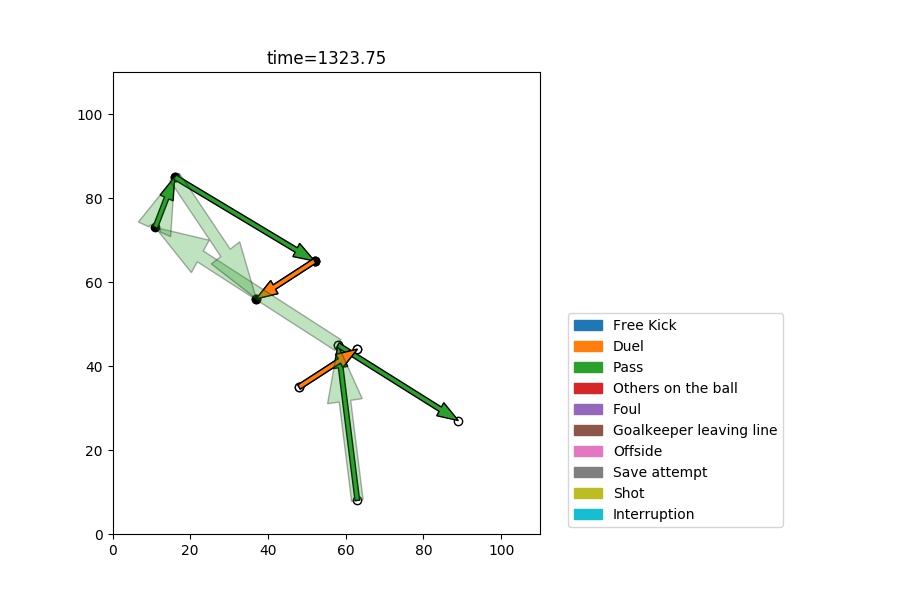 time=1323.75
100
80
60
40
20
0
0 20 40 60 80 100
Free Kick
Duel
Pass
Others on the ball
Foul
Goalkeeper leaving line
Offside
Save attempt
Shot
Interruption